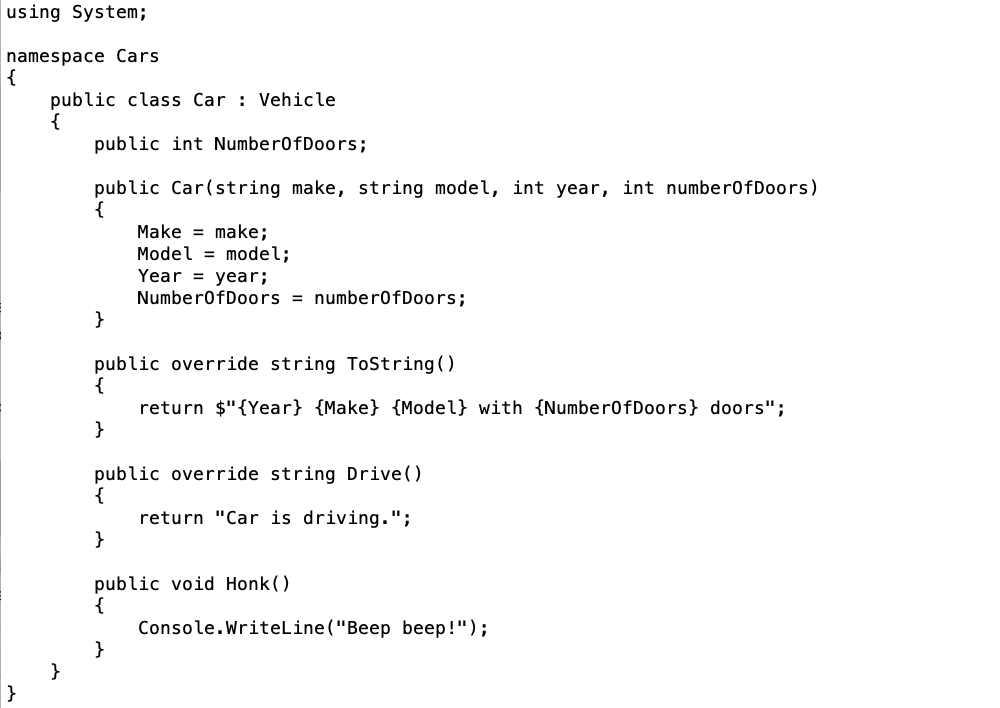 using System;

namespace Cars
{
    public class Car : Vehicle
    {
        public int NumberOfDoors;

        public Car(string make, string model, int year, int numberOfDoors)
        {
            Make = make;
            Model = model;
            Year = year;
            NumberOfDoors = numberOfDoors;
        }

        public override string ToString()
        {
            return $"{Year} {Make} {Model} with {NumberOfDoors} doors";
        }

        public override string Drive()
        {
            return "Car is driving.";
        }

        public void Honk()
        {
            Console.WriteLine("Beep beep!");
        }
    }
}